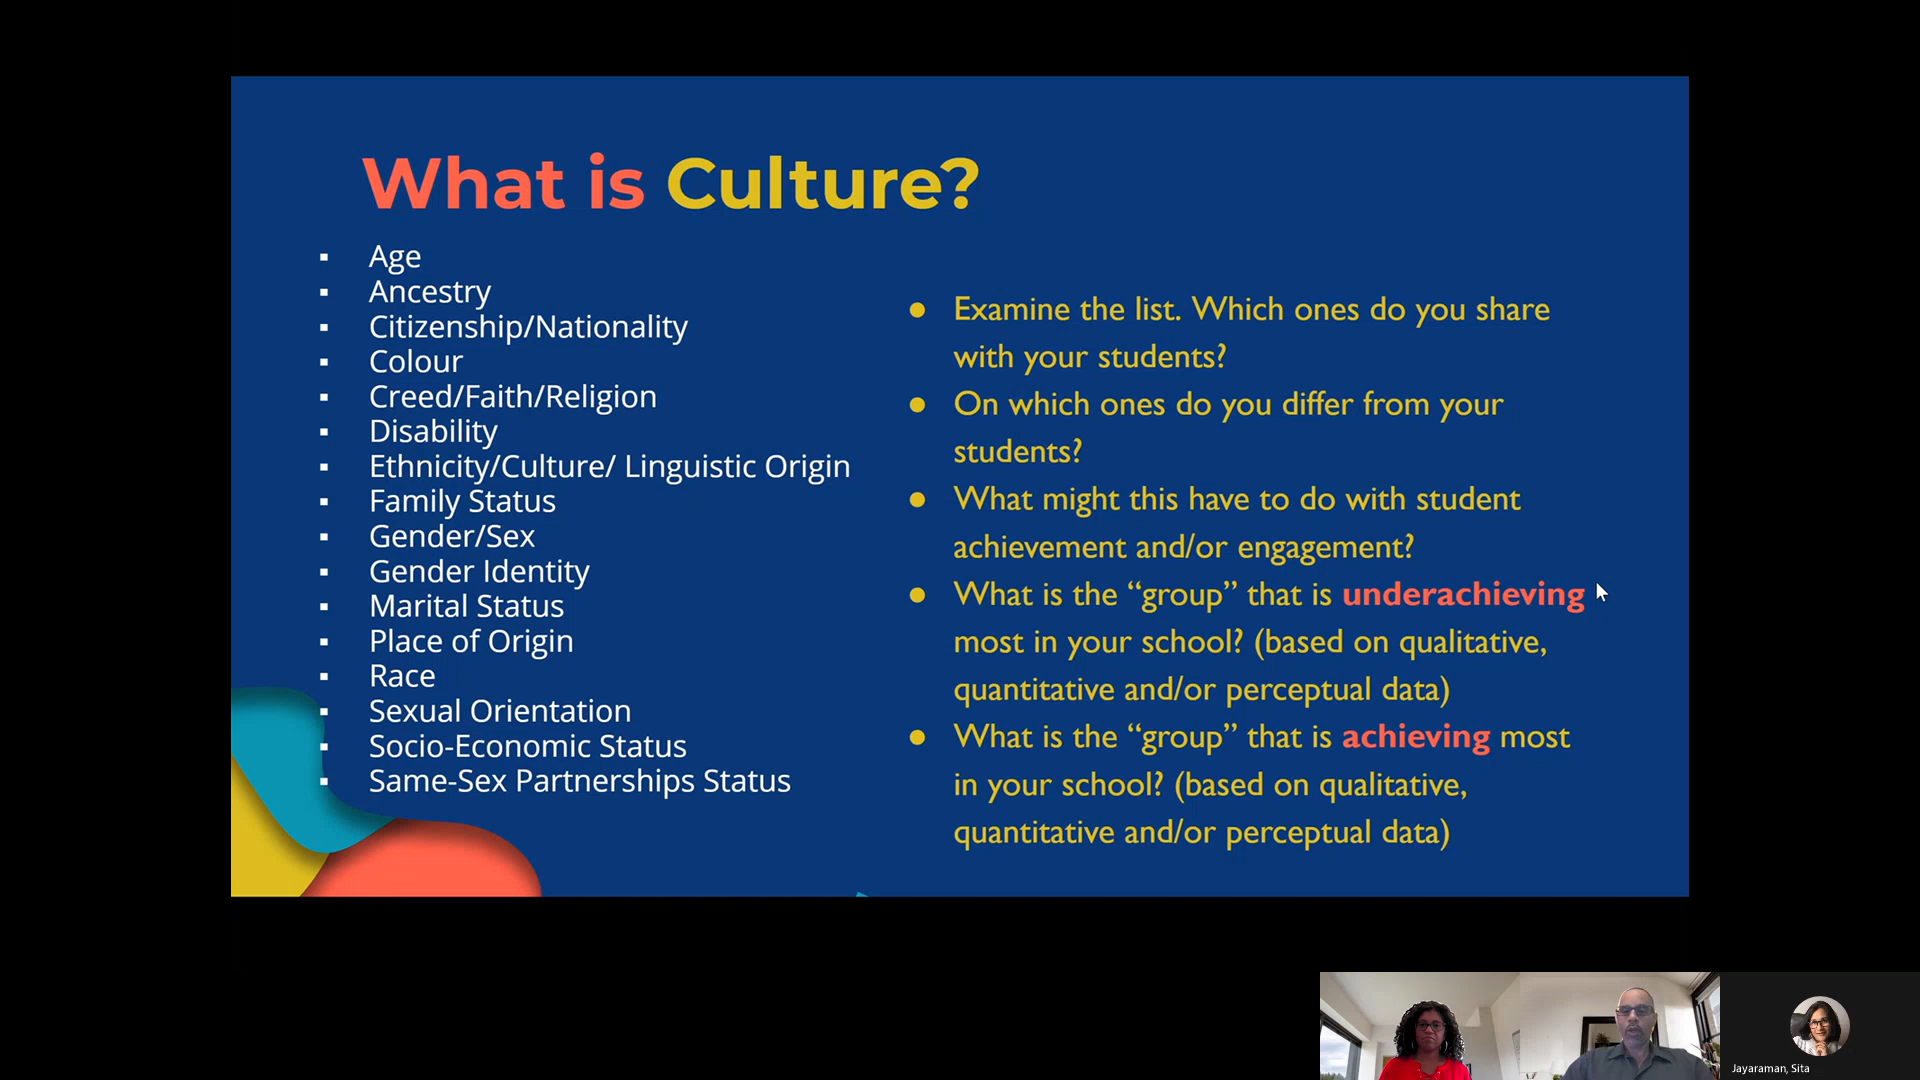 What is Culture?
▪ Age
▪ Ancestry
▪ Citizenship/Nationality
▪ Colour
▪ Creed/Faith/Religion
▪ Disability
▪ Ethnicity/Culture/ Linguistic Origin
▪ Family Status
▪ Gender/Sex
▪ Gender Identity
▪ Marital Status
▪ Place of Origin
▪ Race
▪ Sexual Orientation
▪ Socio-Economic Status
▪ Same-Sex Partnerships Status
● Examine the list. Which ones do you share
with your students?
● On which ones do you differ from your
students?
● What might this have to do with student
achievement and/or engagement?
● What is the “group” that is underachieving
most in your school? (based on qualitative,
quantitative and/or perceptual data)
● What is the “group” that is achieving most
in your school? (based on qualitative,
quantitative and/or perceptual data)
Jayaraman, Sita